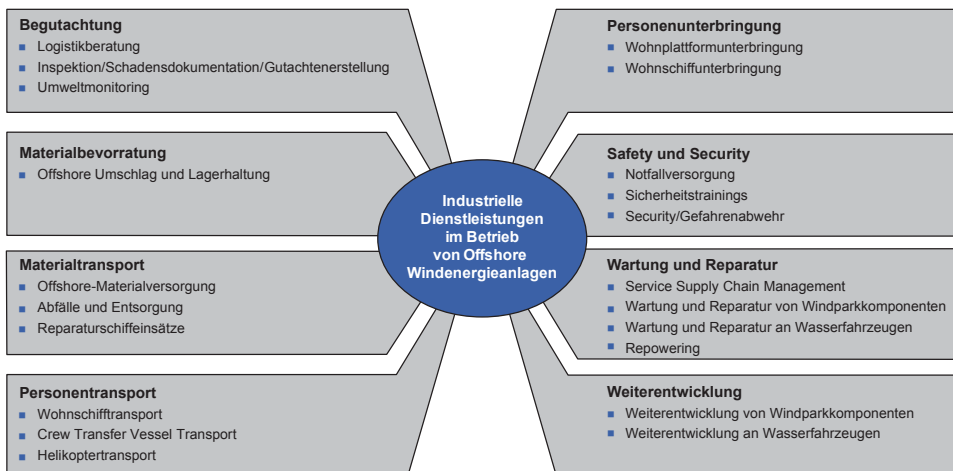 Begutachtung
Logistikberatung
Inspektion/Schadensdokumentation/Gutachtenerstellung
Umweltmonitoring
Materialbevorratung
Offshore Umschlag und Lagerhaltung
Materialtransport
Offshore-Materialversorgung
Abfälle und Entsorgung
Reparaturschiffeinsätze
Personentransport
Wohnschifftransport
Crew Transfer Vessel Transport
Helikoptertransport
Industrielle
Dienstleistungen
im Betrieb
von Offshore
Windenergieanlagen
Personenunterbringung
Wohnplattformunterbringung
Wohnschiffunterbringung
Safety und Security
Notfallversorgung
Sicherheitstrainings
Security/Gefahrenabwehr
Wartung und Reparatur
Service Supply Chain Management
Wartung und Reparatur von Windparkkomponenten
Wartung und Reparatur an Wasserfahrzeugen
Repowering
Weiterentwicklung
Weiterentwicklung von Windparkkomponenten
Weiterentwicklung an Wasserfahrzeugen